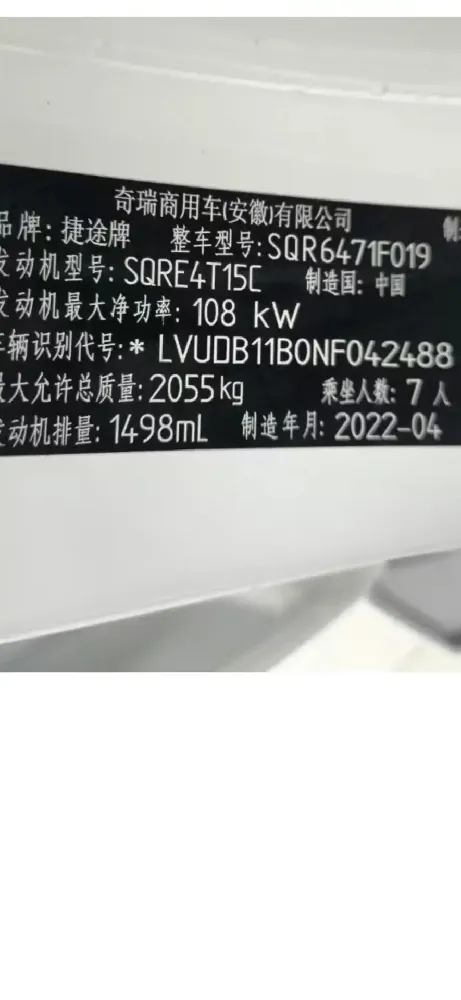 奇瑞商用车(安徽)有限公司 制
品牌: 捷途牌 整车型号: SQR6471F019
发动机型号: SQRE4T15C 制造国: 中国
发动机最大净功率: 108 kW
车辆识别代号: * LVUDB11B0NF042488
最大允许总质量: 2055kg 乘坐人数: 7 人
发动机排量: 1498mL 制造年月: 2022-04